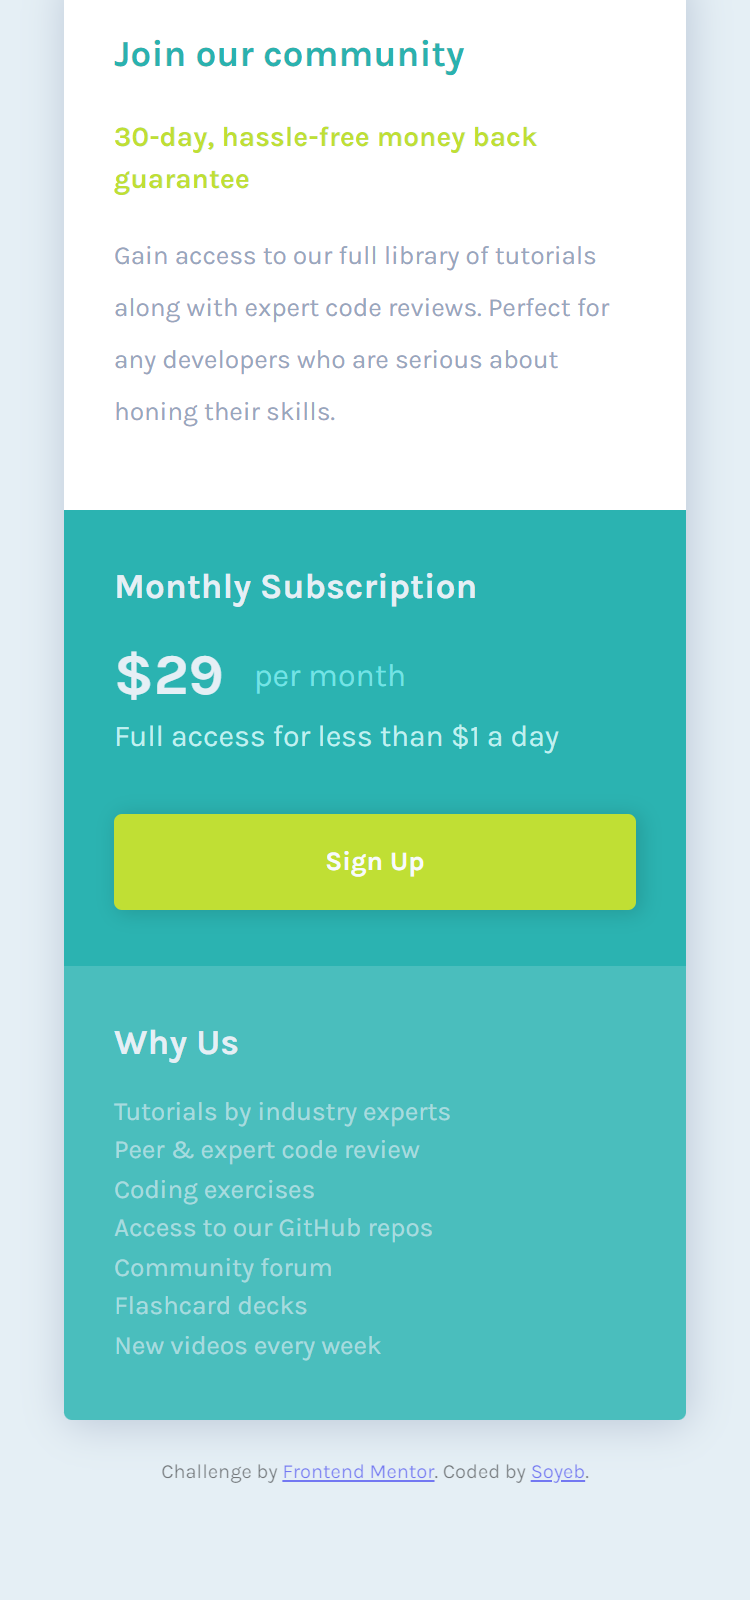 Join our community
30-day, hassle-free money back
guarantee
Gain access to our full library of tutorials
along with expert code reviews. Perfect for
any developers who are serious about
honing their skills.
Monthly Subscription
$29 per month
Full access for less than $1 a day
Sign Up
Why Us
Tutorials by industry experts
Peer & expert code review
Coding exercises
Access to our GitHub repos
Community forum
Flashcard decks
New videos every week
Challenge by Frontend Mentor. Coded by Soyeb.